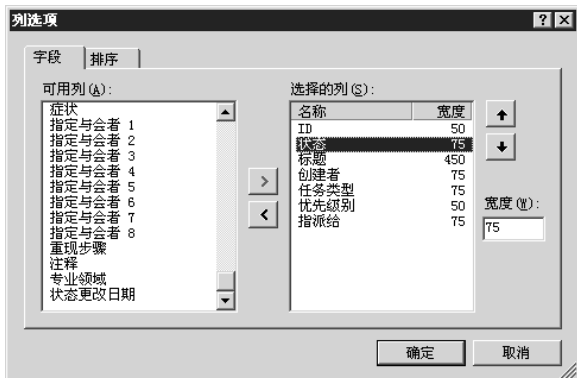 列选项
字段 排序
可用列(A):
症状
指定与会者 1
指定与会者 2
指定与会者 3
指定与会者 4
指定与会者 5
指定与会者 6
指定与会者 7
指定与会者 8
重现步骤
注释
专业领域
状态更改日期
>
<
选择的列(S):
名称 宽度
ID 50
状态 75
标题 450
创建者 75
任务类型 75
优先级别 50
指派给 75
宽度(W):
75
确定 取消